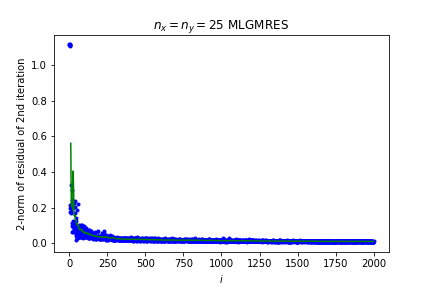 $n_x = n_y = 25$ MLGMRES
2-norm of residual of 2nd iteration
1.0
0.8
0.6
0.4
0.2
0.0
0 250 500 750 1000 1250 1500 1750 2000
i